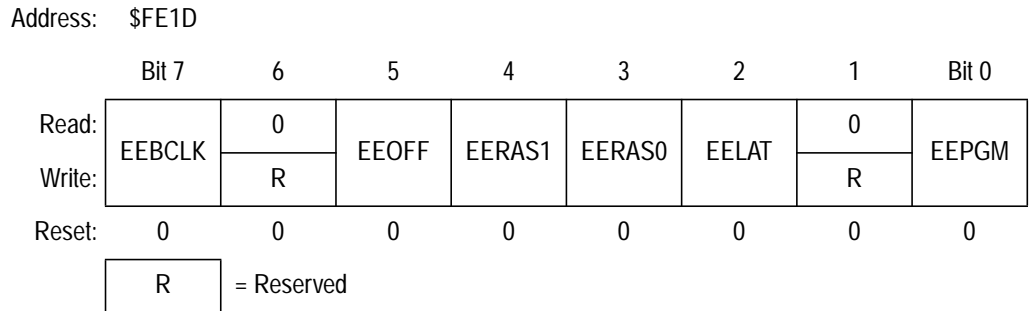 Address: $FE1D
Bit 7 6 5 4 3 2 1 Bit 0
Read: EEBCLK 0 EEOFF EERAS1 EERAS0 EELAT 0 EEPGM
Write: R R
Reset: 0 0 0 0 0 0 0 0
R = Reserved